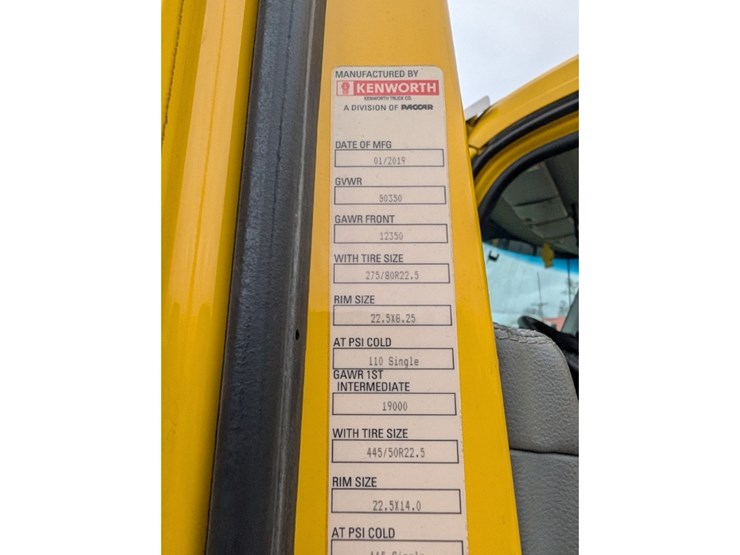 MANUFACTURED BY
KENWORTH
KENWORTH TRUCK CO.
A DIVISION OF PACCAR
DATE OF MFG
01/2019
GVWR
50350
GAWR FRONT
12350
WITH TIRE SIZE
275/80R22.5
RIM SIZE
22.5X8.25
AT PSI COLD
110 Single
GAWR 1ST
INTERMEDIATE
19000
WITH TIRE SIZE
445/50R22.5
RIM SIZE
22.5X14.0
AT PSI COLD